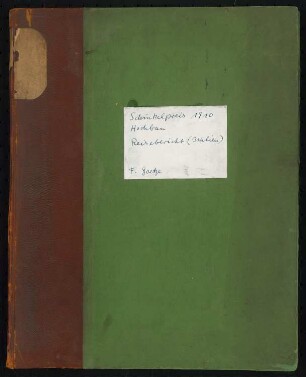 Schinkelpreis 1910
Hochbau
Reisebericht (Italien)
F. Goetze